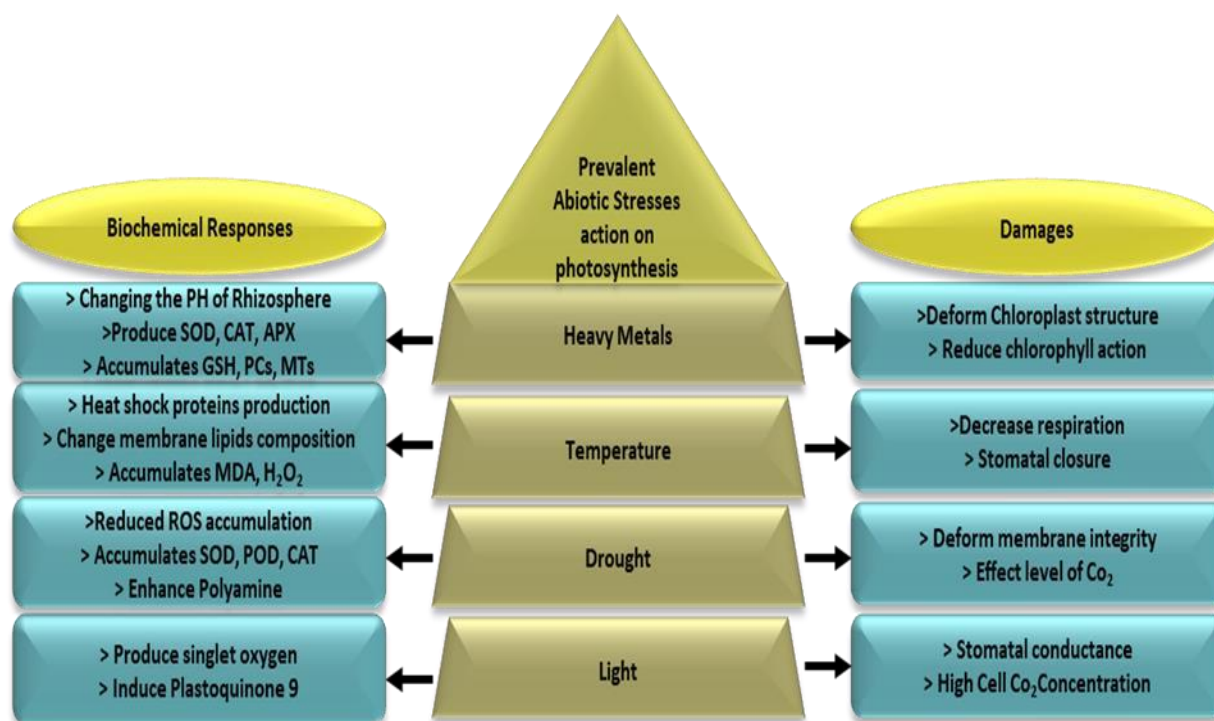 Prevalent
Abiotic Stresses
action on
photosynthesis
Biochemical Responses
Damages
> Changing the PH of Rhizosphere
>Produce SOD, CAT, APX
> Accumulates GSH, PCs, MTs
Heavy Metals
>Deform Chloroplast structure
> Reduce chlorophyll action
> Heat shock proteins production
> Change membrane lipids composition
> Accumulates MDA, H₂O₂
Temperature
>Decrease respiration
> Stomatal closure
>Reduced ROS accumulation
> Accumulates SOD, POD, CAT
> Enhance Polyamine
Drought
> Deform membrane integrity
> Effect level of Co₂
> Produce singlet oxygen
> Induce Plastoquinone 9
Light
> Stomatal conductance
> High Cell Co₂Concentration